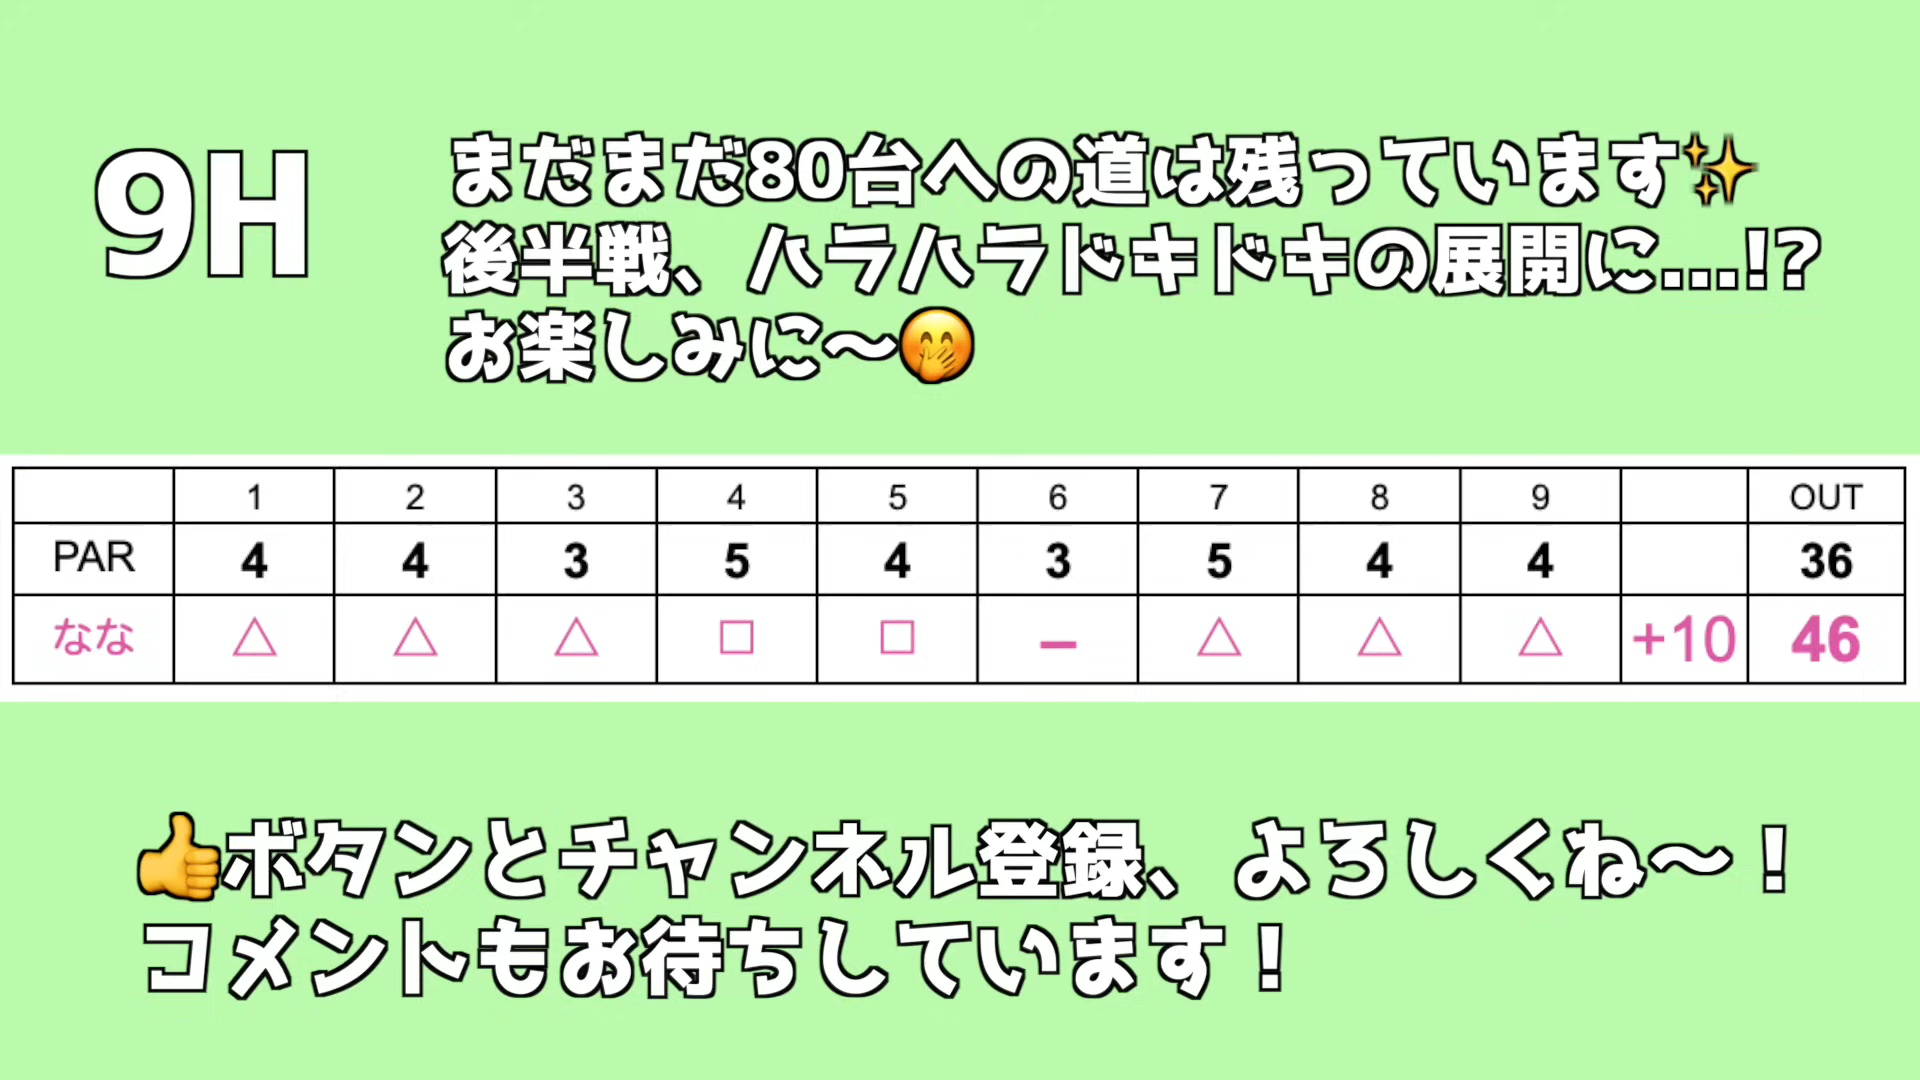 9H
まだまだ80台への道は残っています✨
後半戦、ハラハラドキドキの展開に...!?
お楽しみに〜🤭
1 2 3 4 5 6 7 8 9 OUT
PAR 4 4 3 5 4 3 5 4 4 36
なな △ △ △ □ □ − △ △ △ +10 46
👍ボタンとチャンネル登録、よろしくね〜！
コメントもお待ちしています！